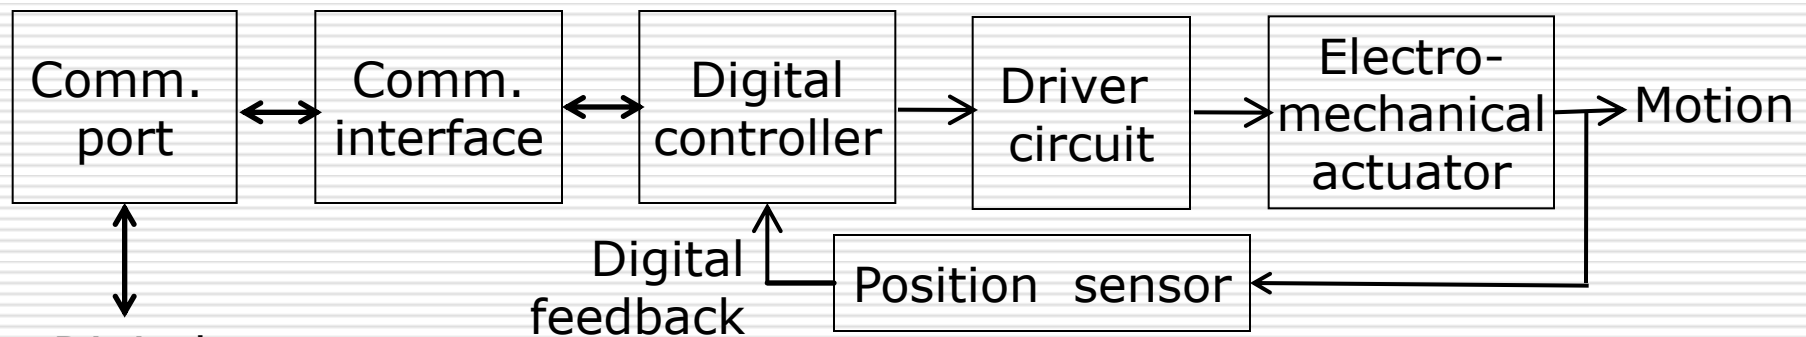 Comm.
port
Comm.
interface
Digital
controller
Driver
circuit
Electro-
mechanical
actuator
Motion
Digital
feedback
Position sensor